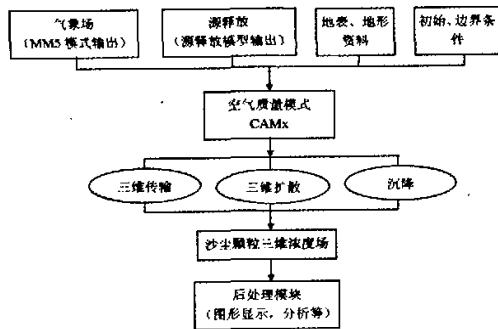 气象场
（MM5 模式输出）
源释放
（源释放模型输出）
地表、地形
资料
初始、边界条
件
空气质量模式
CAMx
三维传输
三维扩散
沉降
沙尘颗粒三维浓度场
后处理模块
（图形显示，分析等）